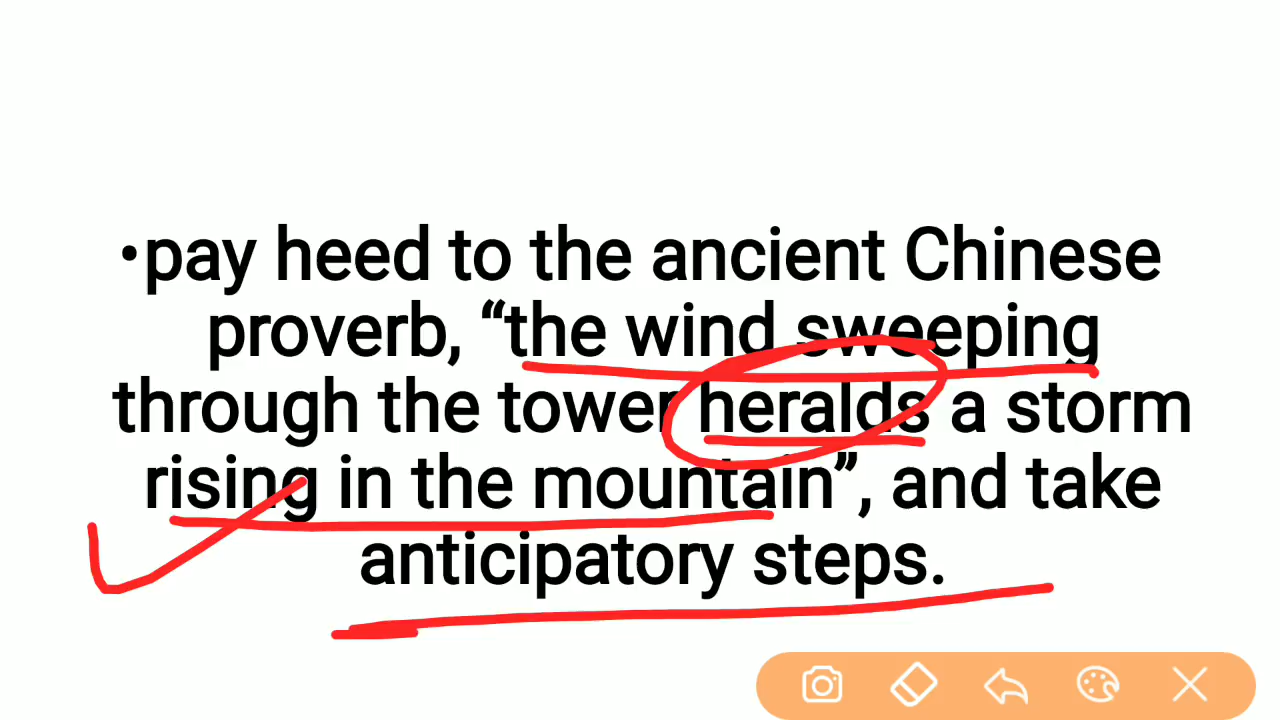 •pay heed to the ancient Chinese
proverb, “the wind sweeping
through the tower heralds a storm
rising in the mountain”, and take
anticipatory steps.